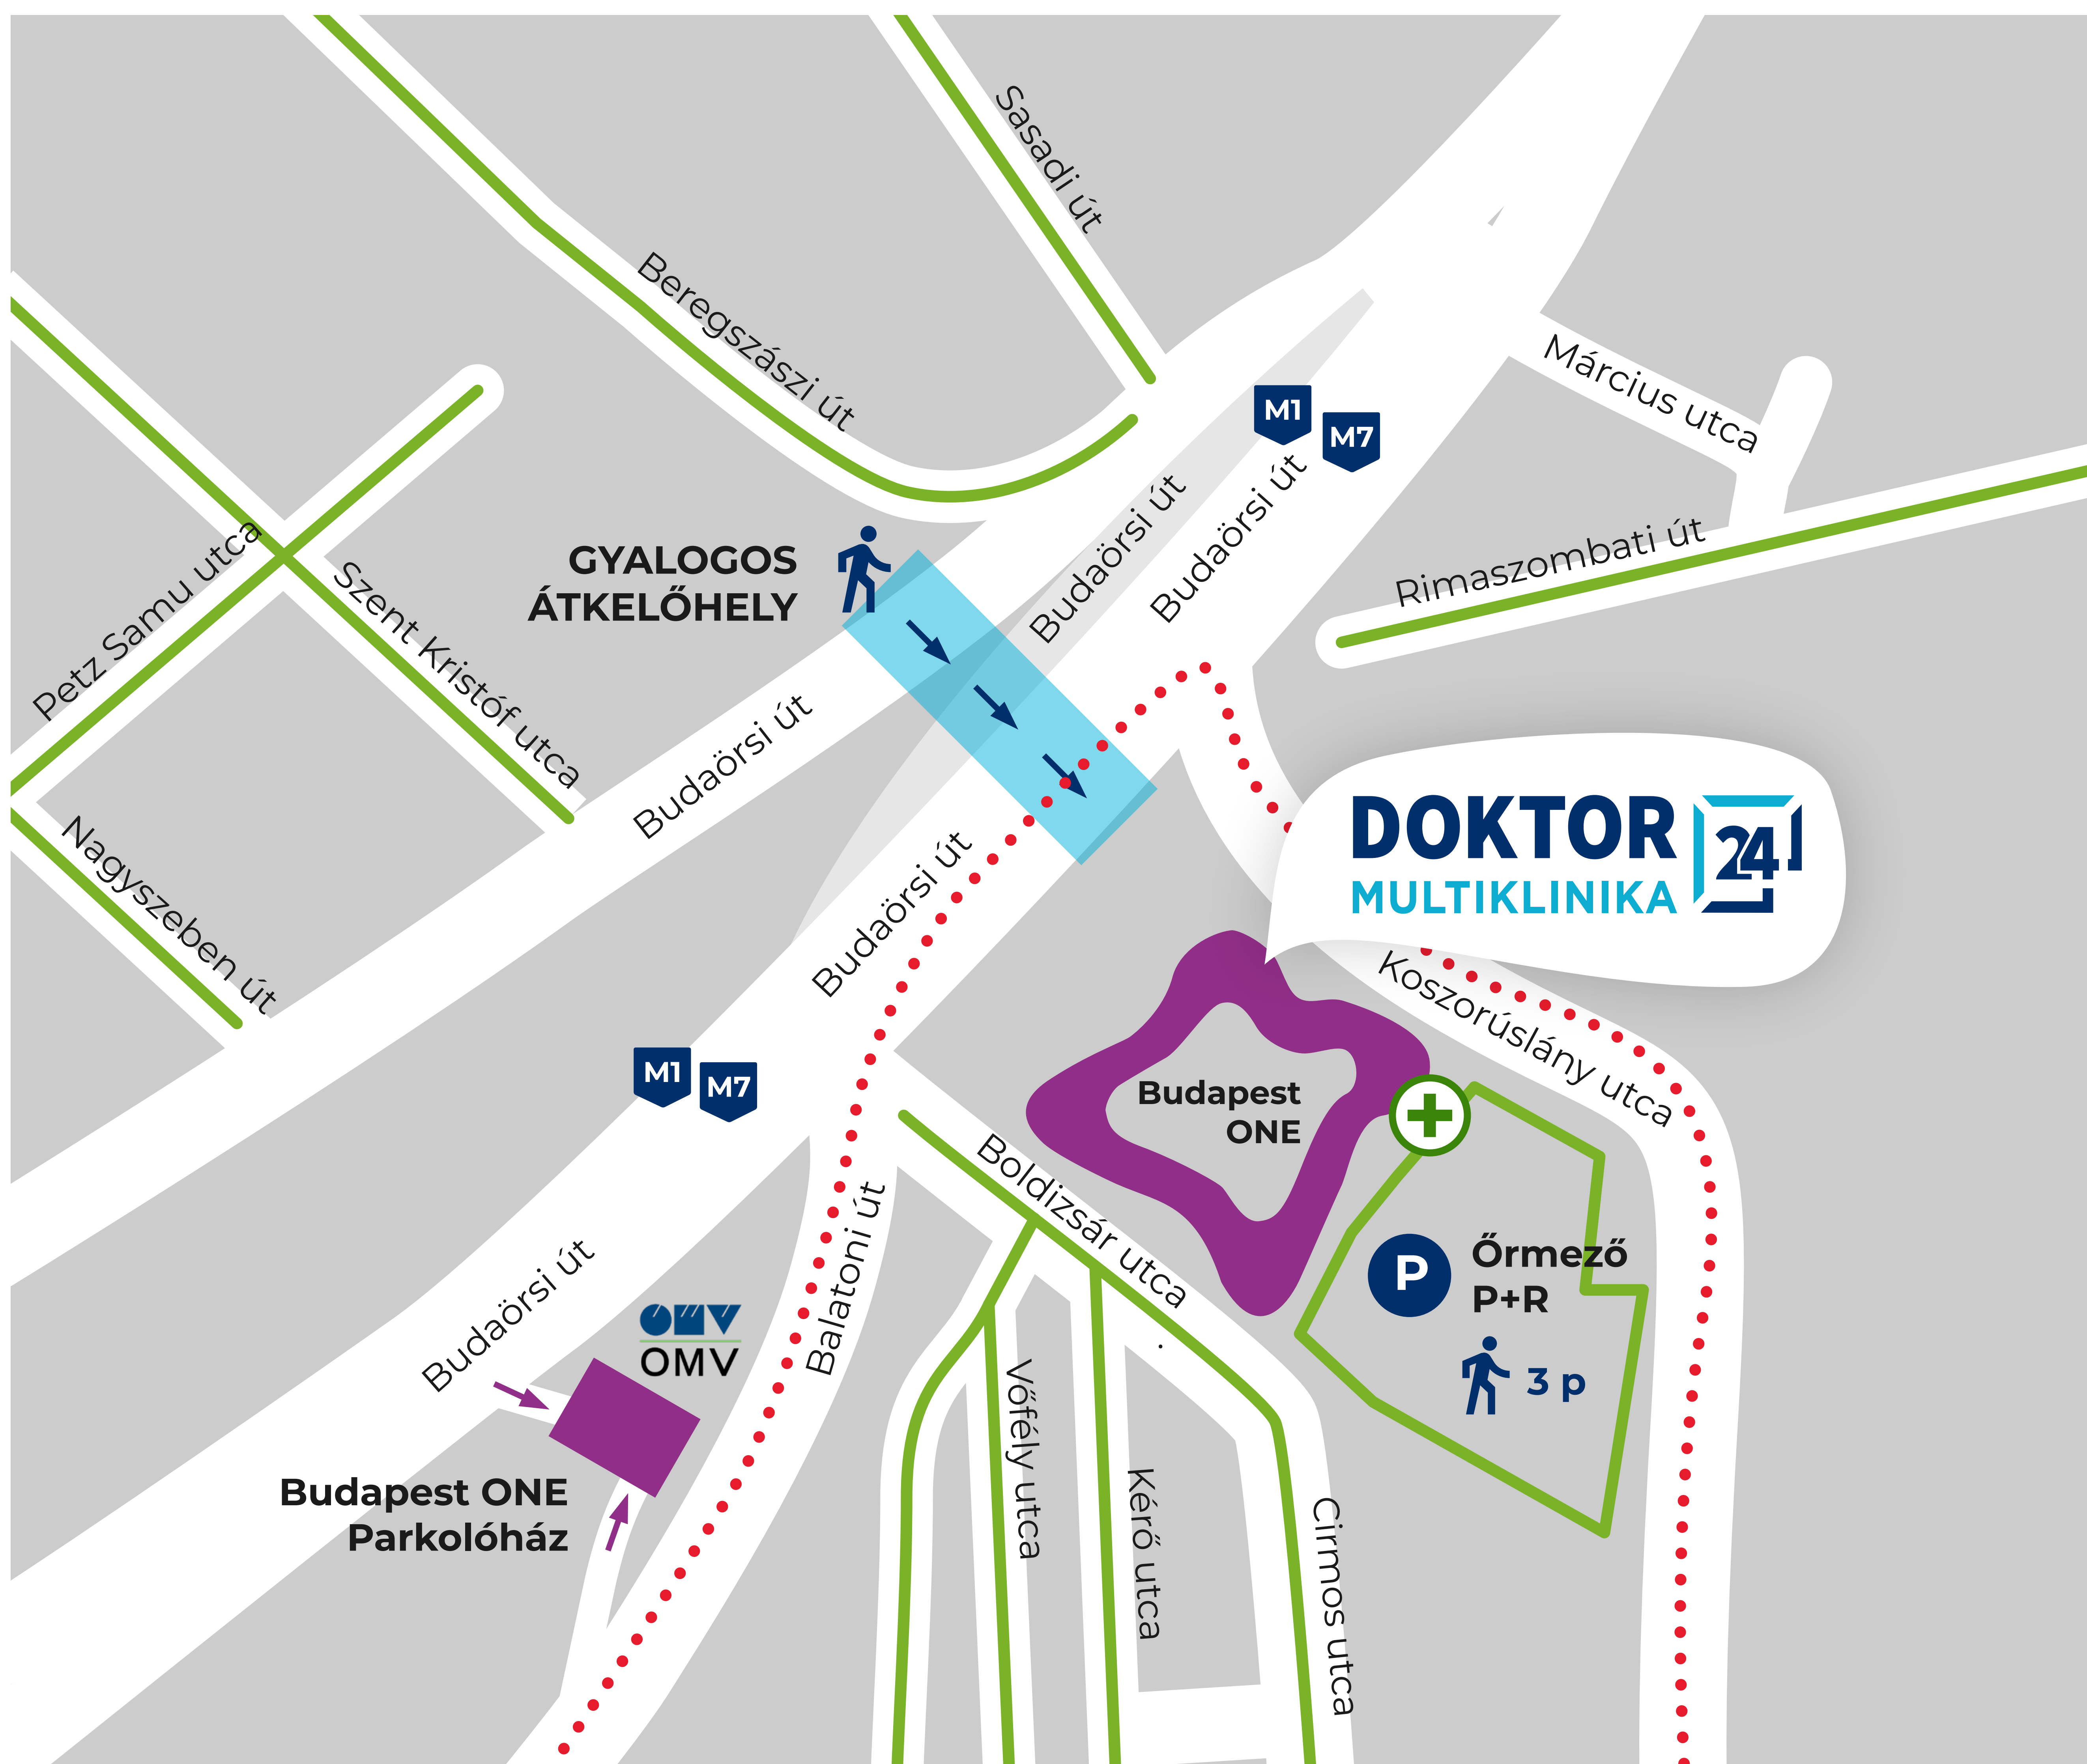 Sasadi út
Beregszászi út
Március utca
M1
M7
Budaörsi út
Budaörsi út
Rimaszombati út
GYALOGOS
ÁTKELŐHELY
Petz Samu utca
Szent Kristóf utca
Budaörsi út
Nagyszeben út
Budaörsi út
DOKTOR
24
MULTIKLINIKA
Koszorúslány utca
M1
M7
Budapest
ONE
Boldizsár utca
Balatoni út
Budaörsi út
OMV
OMV
P
Őrmező
P+R
3 p
Vőfély utca
Kérő utca
Cirmos utca
Budapest ONE
Parkolóház